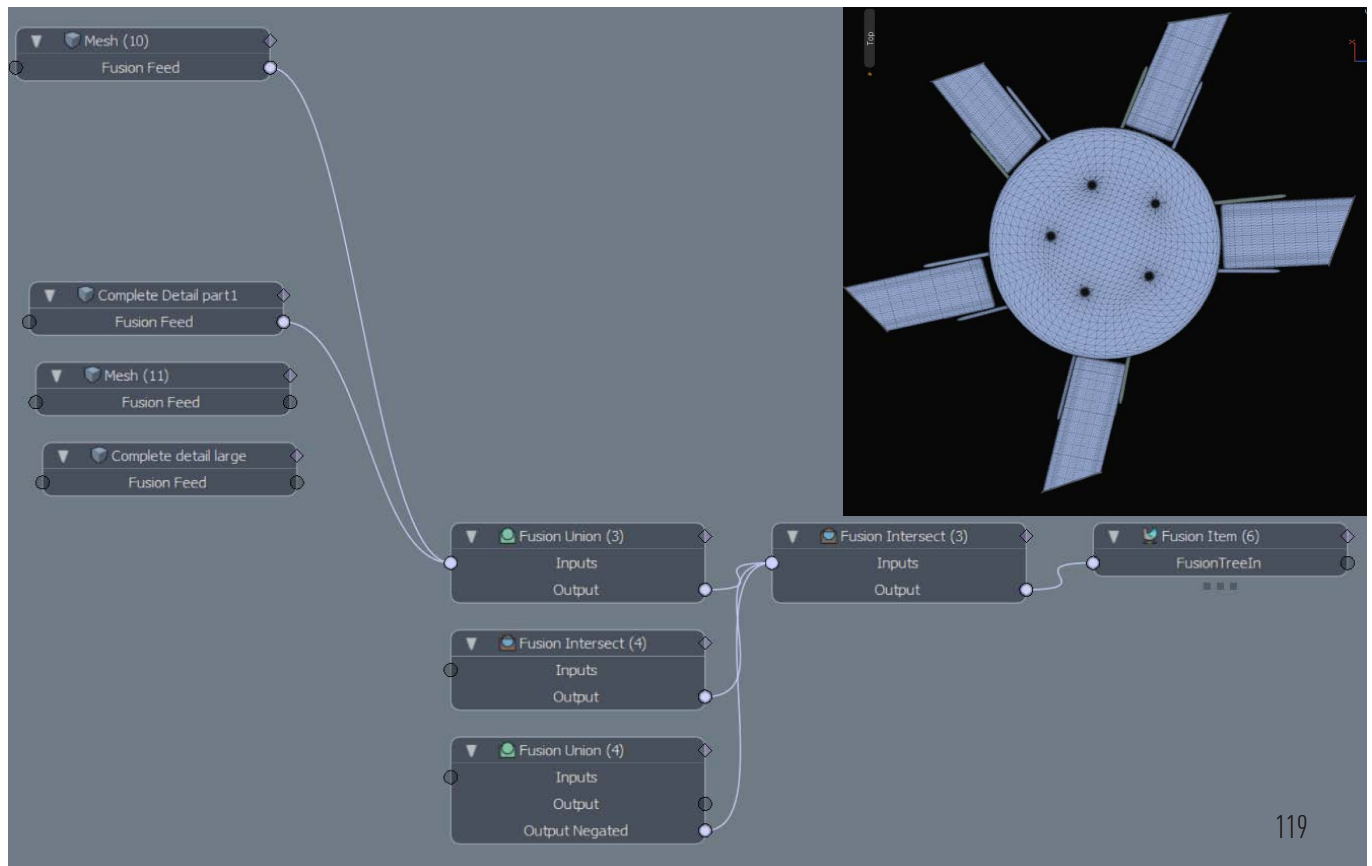 Mesh (10)
Fusion Feed
Top
X
Complete Detail part1
Fusion Feed
Mesh (11)
Fusion Feed
Complete detail large
Fusion Feed
Fusion Union (3)
Inputs
Output
Fusion Intersect (3)
Inputs
Output
Fusion Item (6)
FusionTreeIn
Fusion Intersect (4)
Inputs
Output
Fusion Union (4)
Inputs
Output
Output Negated
119